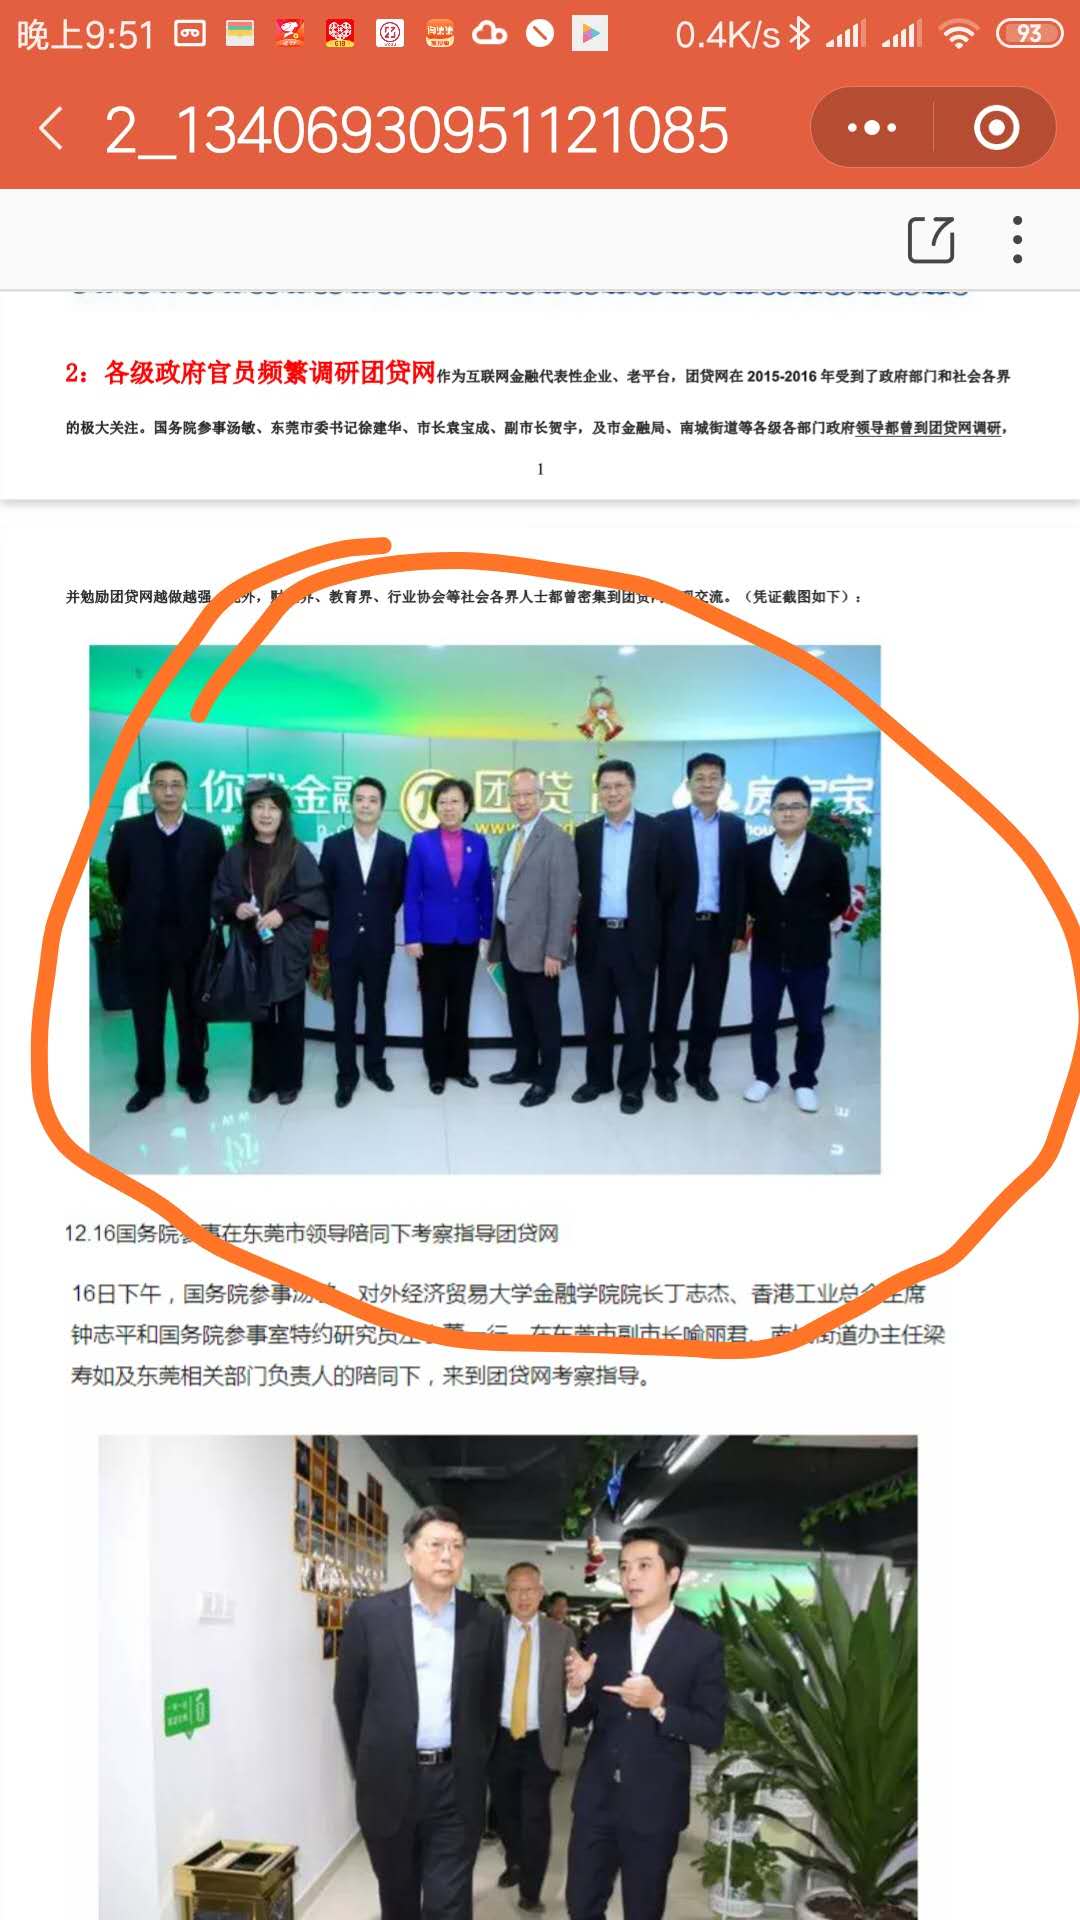 晚上9:51
0.4K/s
93
2_13406930951121085
2：各级政府官员频繁调研团贷网作为互联网金融代表性企业、老平台，团贷网在 2015-2016 年受到了政府部门和社会各界
的极大关注。国务院参事汤敏、东莞市委书记徐建华、市长袁宝成、副市长贺宇，及市金融局、南城街道等各级各部门政府领导都曾到团贷网调研，
1
并勉励团贷网越做越强 外，财 界、教育界、行业协会等社会各界人士都曾密集到团贷 交流。（凭证截图如下）：
你我金融
团贷
房宝宝
12.16国务院参事在东莞市领导陪同下考察指导团贷网
16日下午，国务院参事汤 对外经济贸易大学金融学院院长丁志杰、香港工业总会主席
钟志平和国务院参事室特约研究员 一行 在东莞市副市长喻丽君、南城街道办主任梁
寿如及东莞相关部门负责人的陪同下，来到团贷网考察指导。